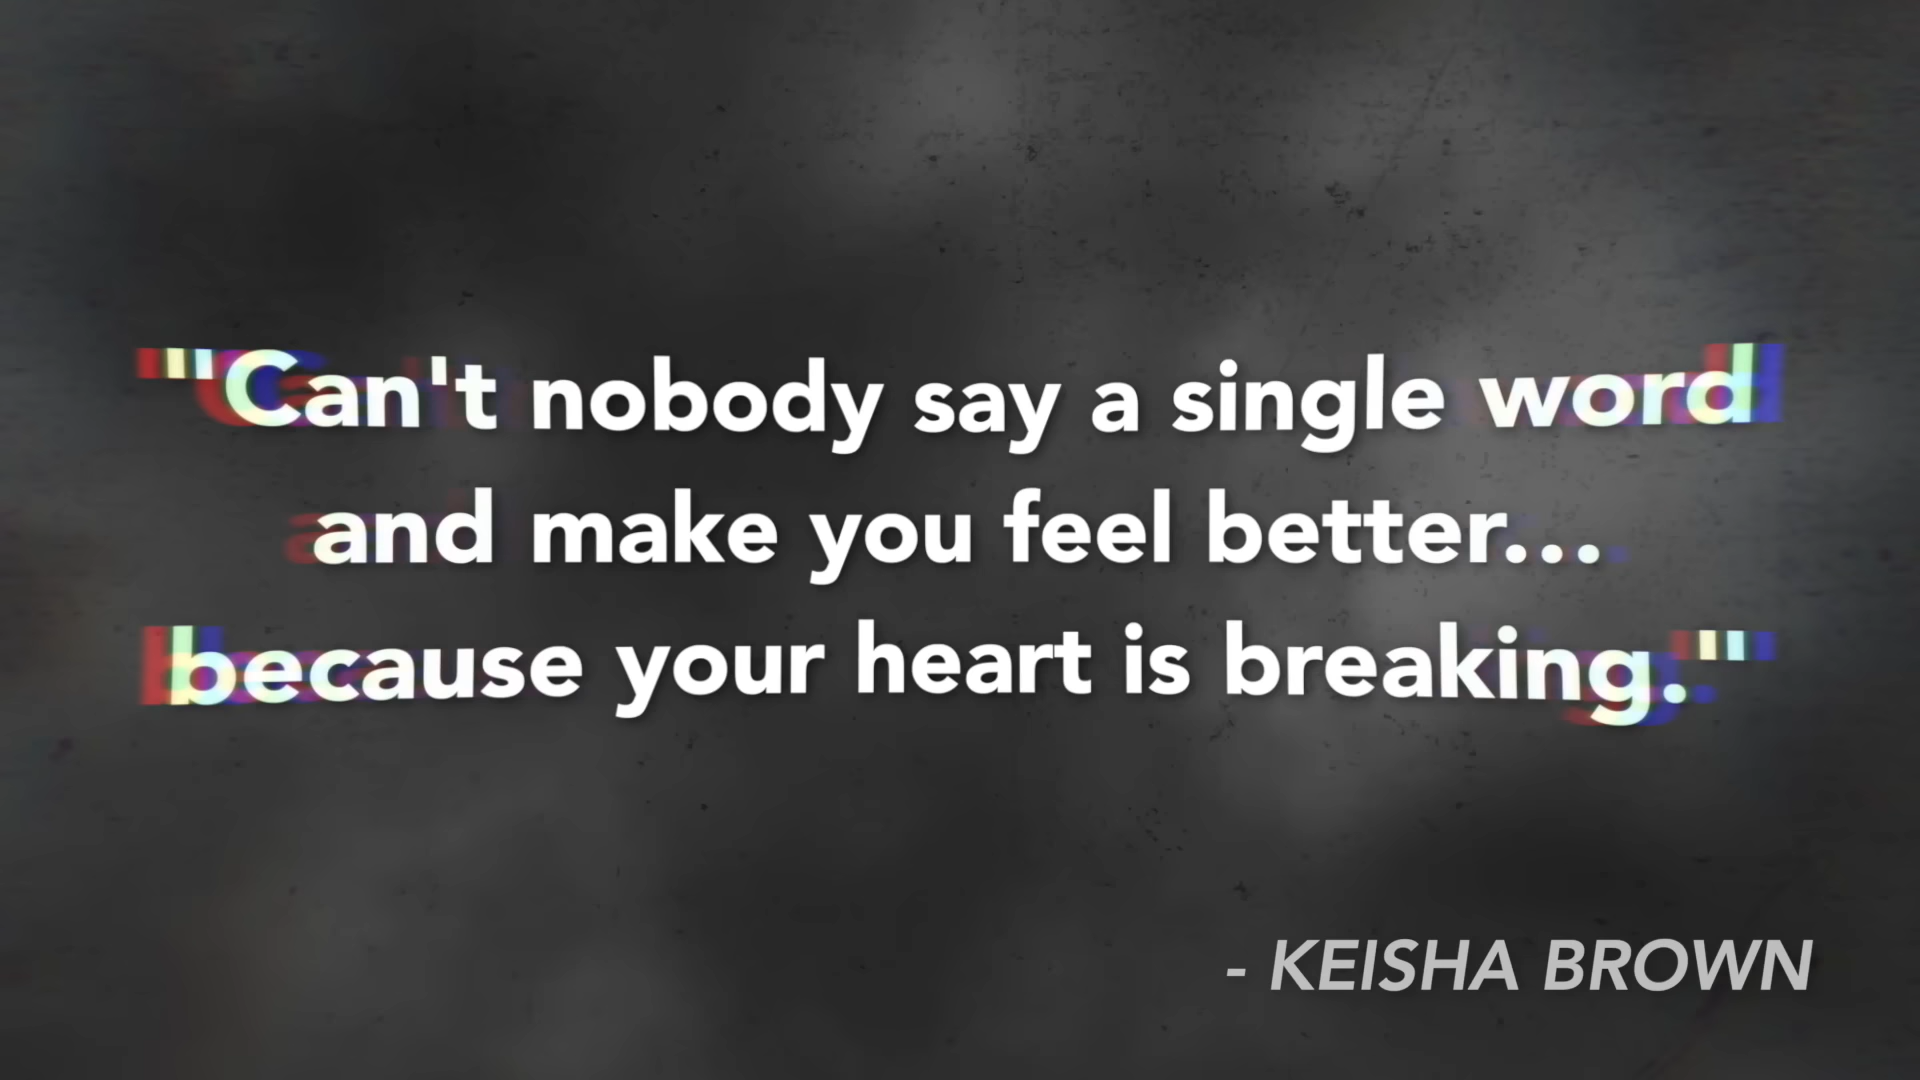 "Can't nobody say a single word
and make you feel better...
because your heart is breaking."
- KEISHA BROWN